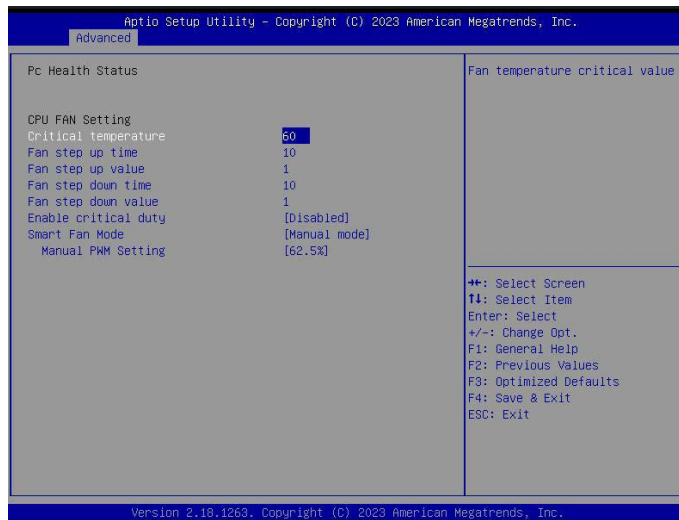 Aptio Setup Utility – Copyright (C) 2023 American Megatrends, Inc.
Advanced
Pc Health Status
Fan temperature critical value
CPU FAN Setting
Critical temperature 60
Fan step up time 10
Fan step up value 1
Fan step down time 10
Fan step down value 1
Enable critical duty [Disabled]
Smart Fan Mode [Manual mode]
Manual PWM Setting [62.5%]
→←: Select Screen
↑↓: Select Item
Enter: Select
+/-: Change Opt.
F1: General Help
F2: Previous Values
F3: Optimized Defaults
F4: Save & Exit
ESC: Exit
Version 2.18.1263. Copyright (C) 2023 American Megatrends, Inc.